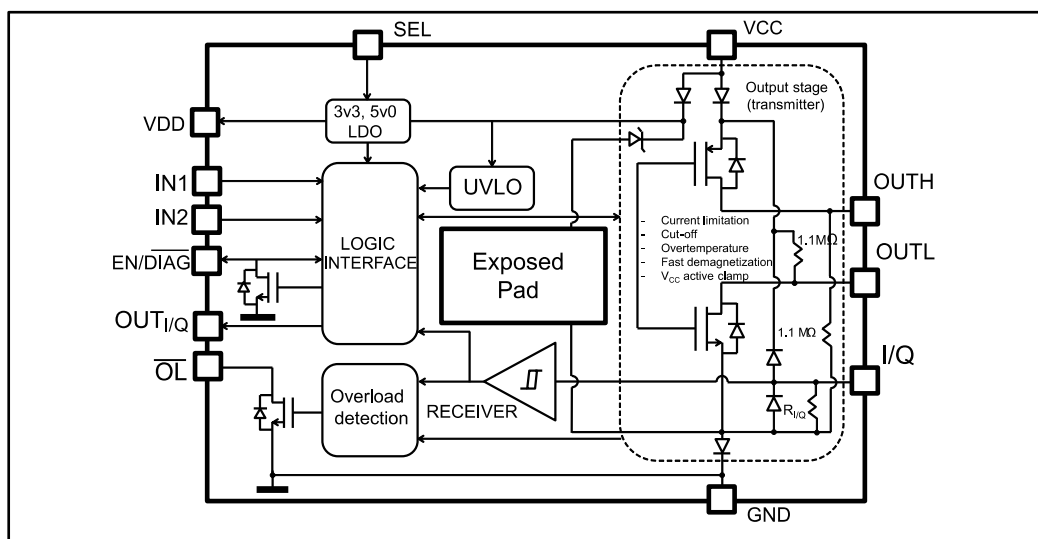 SEL
VCC
Output stage
(transmitter)
3v3, 5v0
LDO
VDD
IN1
UVLO
OUTH
IN2
- Current limitation
- Cut-off
- Overtemperature
- Fast demagnetization
- VCC active clamp
1.1MΩ
OUTL
LOGIC
INTERFACE
EN/DIAG
Exposed
Pad
OUTI/Q
1.1 MΩ
I/Q
OL
Overload
detection
RECEIVER
RI/Q
GND